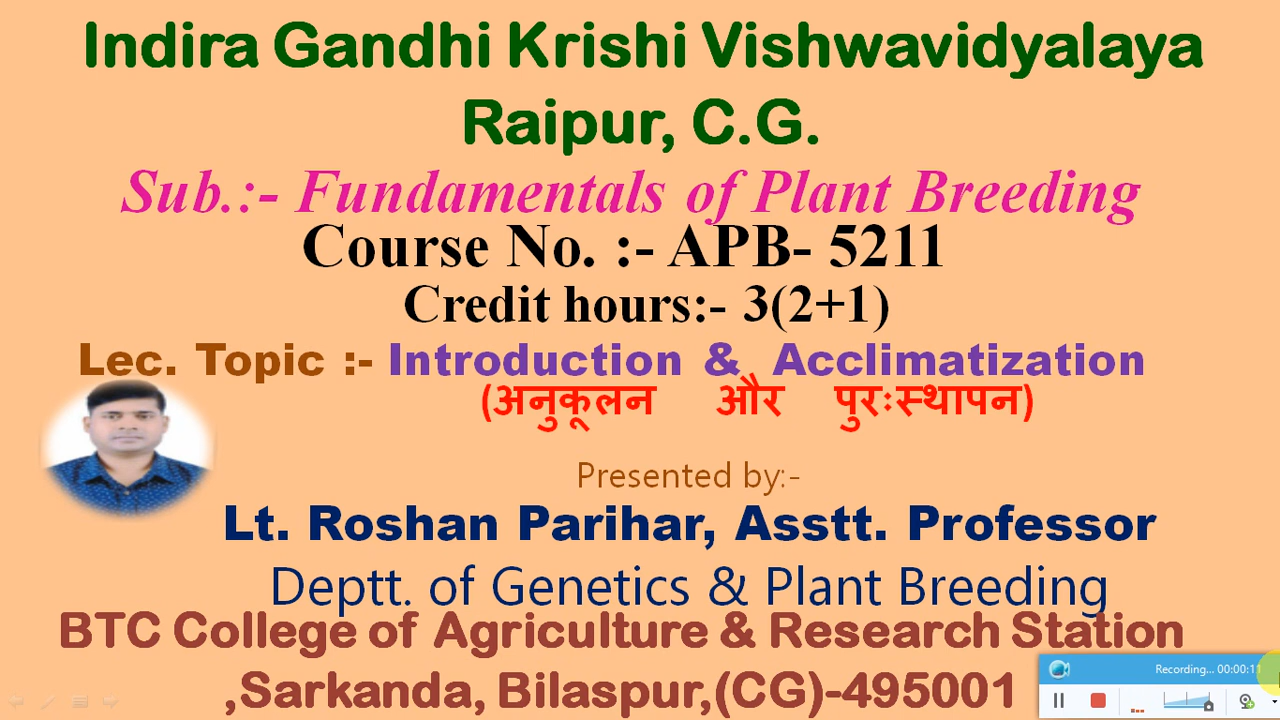 Indira Gandhi Krishi Vishwavidyalaya
Raipur, C.G.
Sub.:- Fundamentals of Plant Breeding
Course No. :- APB- 5211
Credit hours:- 3(2+1)
Lec. Topic :- Introduction & Acclimatization
(अनुकूलन और पुरःस्थापन)
Presented by:-
Lt. Roshan Parihar, Asstt. Professor
Deptt. of Genetics & Plant Breeding
BTC College of Agriculture & Research Station
,Sarkanda, Bilaspur,(CG)-495001
Recording... 00:00:11